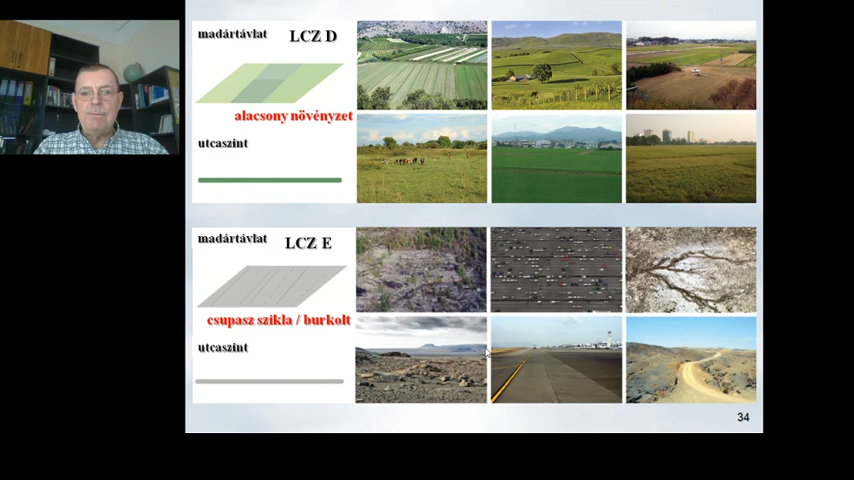 madártávlat
LCZ D
alacsony növényzet
utcaszint
madártávlat
LCZ E
csupasz szikla / burkolt
utcaszint
34